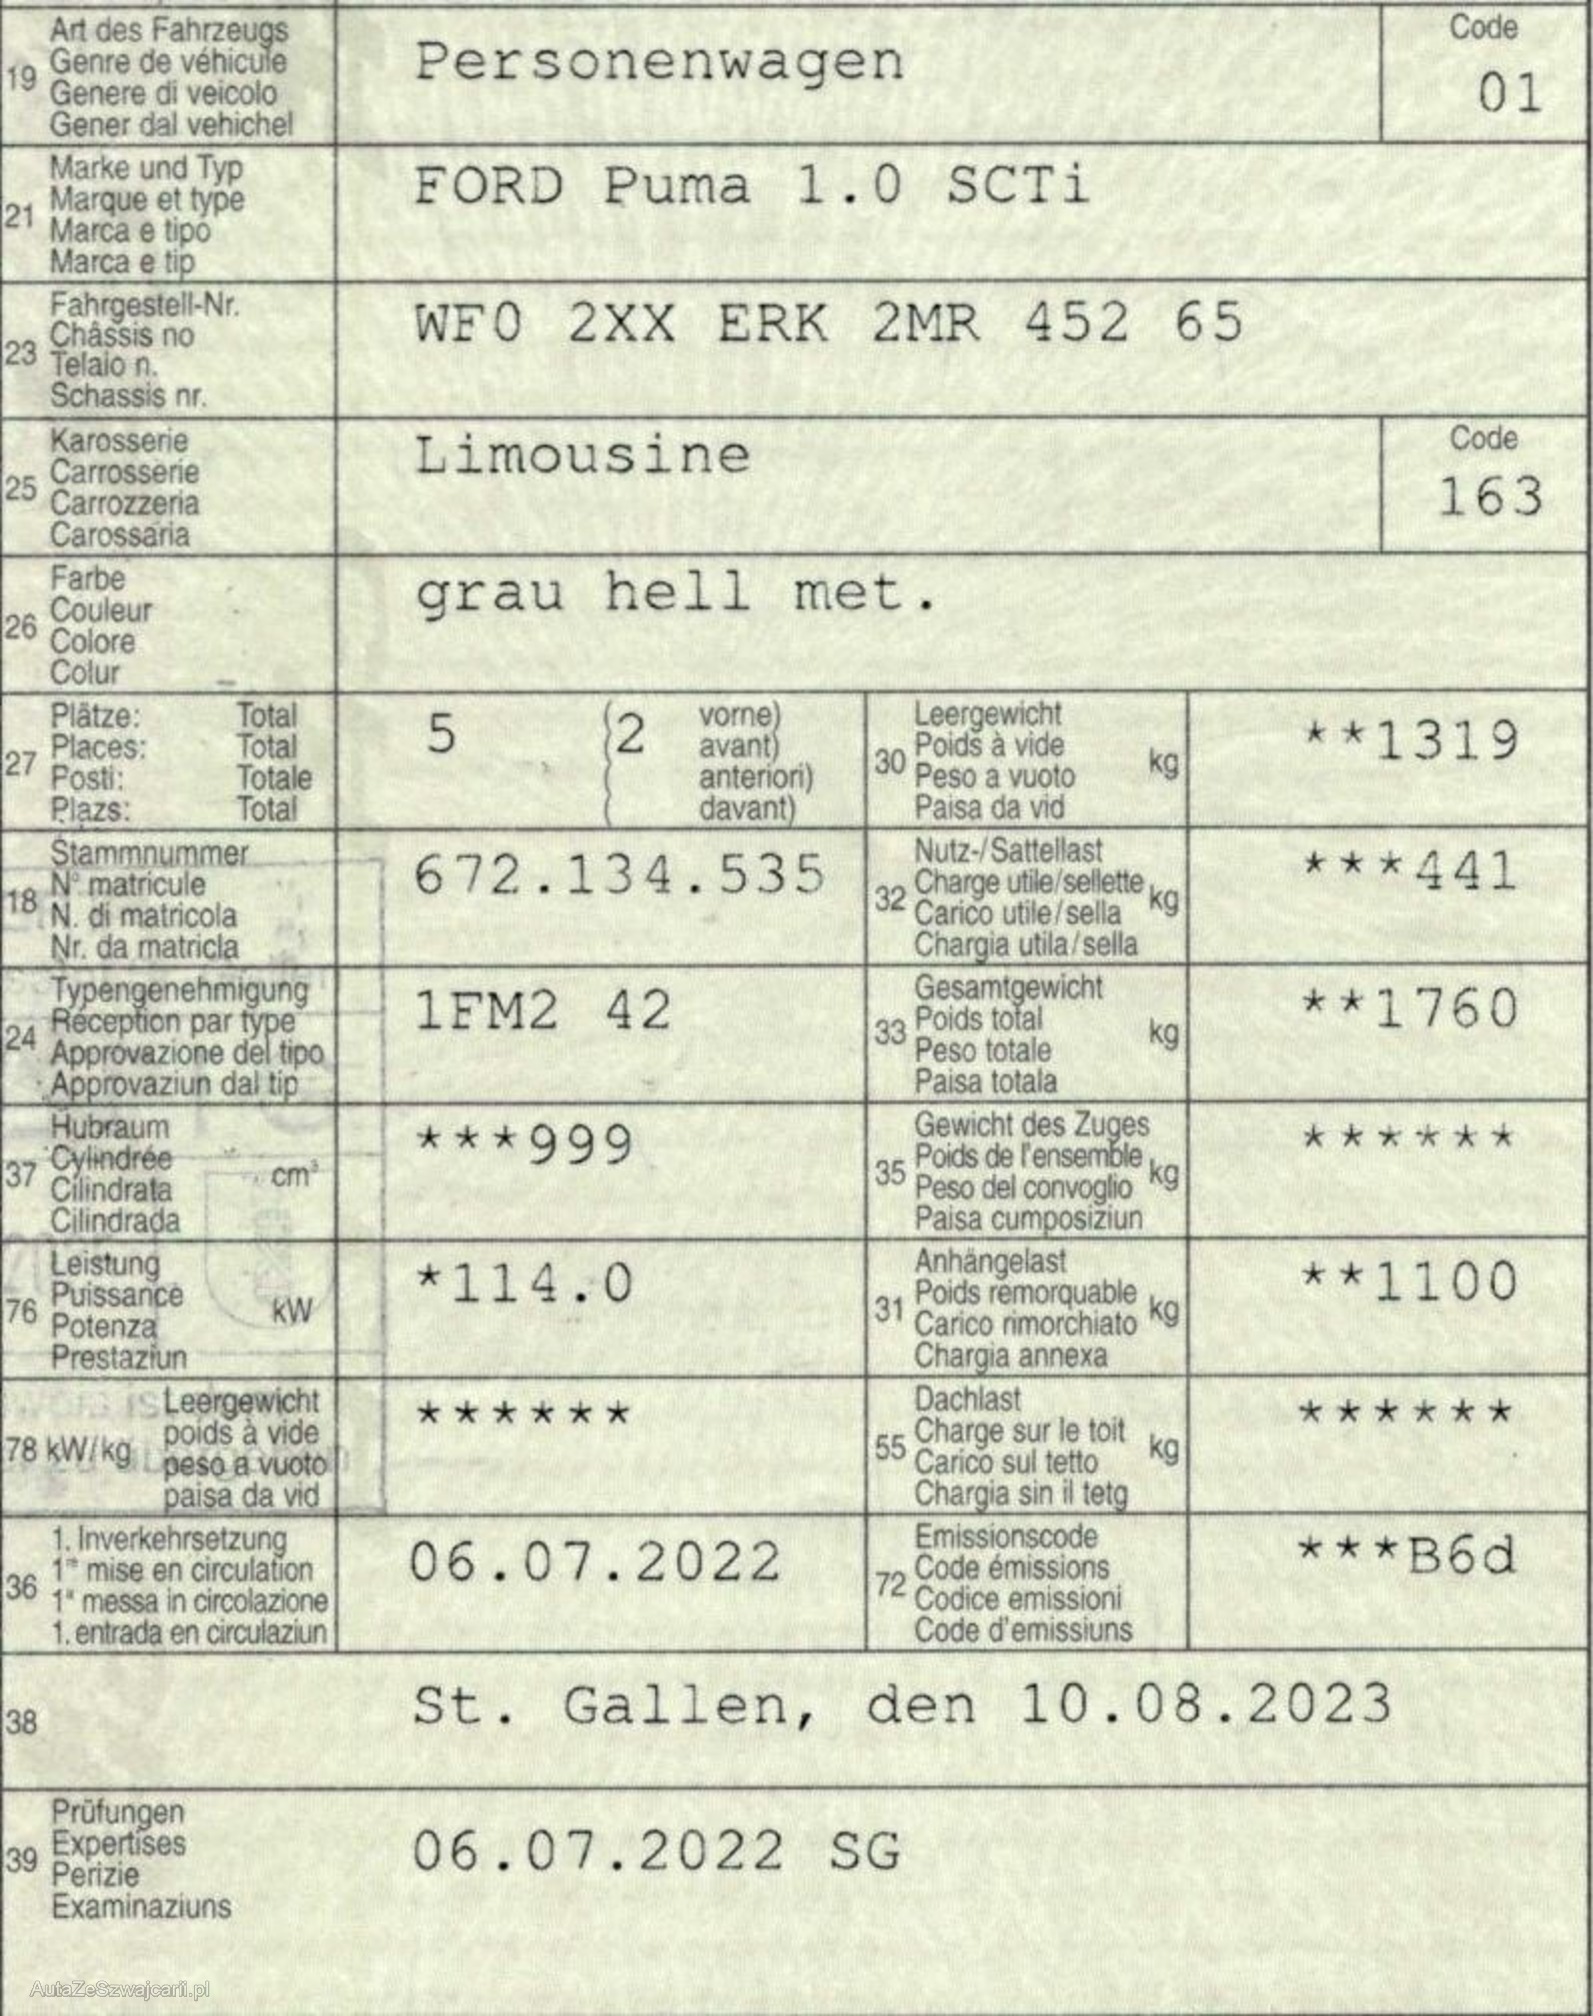 19 Art des Fahrzeugs
Genre de véhicule
Genere di veicolo
Gener dal vehichel
Personenwagen
Code
01
21 Marke und Typ
Marque et type
Marca e tipo
Marca e tip
FORD Puma 1.0 SCTi
23 Fahrgestell-Nr.
Châssis no
Telaio n.
Schassis nr.
WF0 2XX ERK 2MR 452 65
25 Karosserie
Carrosserie
Carrozzeria
Carossaria
Limousine
Code
163
26 Farbe
Couleur
Colore
Colur
grau hell met.
27 Plätze: Total
Places: Total
Posti: Totale
Plazs: Total
5 (2 vorne)
( avant)
( anteriori)
( davant)
30 Leergewicht
Poids à vide
Peso a vuoto
Paisa da vid
kg
**1319
18 Stammnummer
N° matricule
N. di matricola
Nr. da matricla
672.134.535
32 Nutz-/Sattellast
Charge utile/sellette
Carico utile/sella
Chargia utila/sella
kg
***441
24 Typengenehmigung
Réception par type
Approvazione del tipo
Approvaziun dal tip
1FM2 42
33 Gesamtgewicht
Poids total
Peso totale
Paisa totala
kg
**1760
37 Hubraum
Cylindrée
Cilindrata
Cilindrada
cm³
***999
35 Gewicht des Zuges
Poids de l'ensemble
Peso del convoglio
Paisa cumposiziun
kg
******
76 Leistung
Puissance
Potenza
Prestaziun
kW
*114.0
31 Anhängelast
Poids remorquable
Carico rimorchiato
Chargia annexa
kg
**1100
78 kW/kg Leergewicht
poids à vide
peso a vuoto
paisa da vid
******
55 Dachlast
Charge sur le toit
Carico sul tetto
Chargia sin il tetg
kg
******
36 1. Inverkehrsetzung
1re mise en circulation
1a messa in circolazione
1. entrada en circulaziun
06.07.2022
72 Emissionscode
Code émissions
Codice emissioni
Code d'emissiuns
***B6d
38 St. Gallen, den 10.08.2023
39 Prüfungen
Expertises
Perizie
Examinaziuns
06.07.2022 SG
AutaZeSzwajcarii.pl